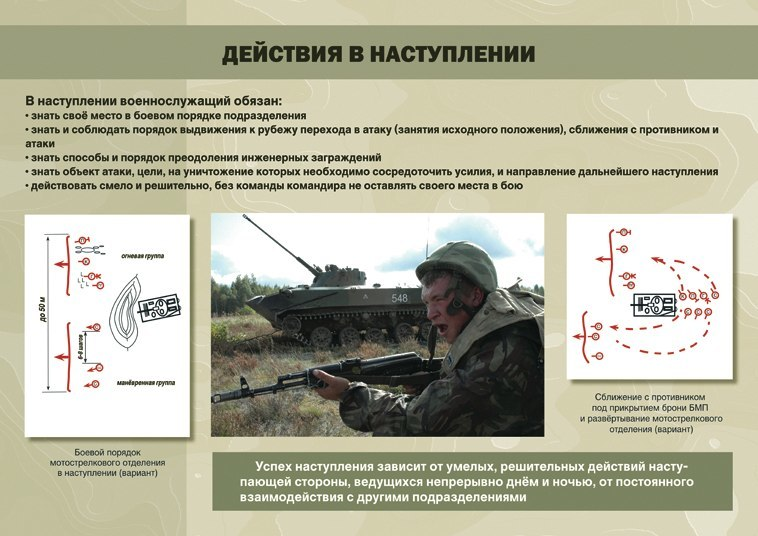 ДЕЙСТВИЯ В НАСТУПЛЕНИИ
В наступлении военнослужащий обязан:
• знать своё место в боевом порядке подразделения
• знать и соблюдать порядок выдвижения к рубежу перехода в атаку (занятия исходного положения), сближения с противником и
атаки
• знать способы и порядок преодоления инженерных заграждений
• знать объект атаки, цели, на уничтожение которых необходимо сосредоточить усилия, и направление дальнейшего наступления
• действовать смело и решительно, без команды командира не оставлять своего места в бою
огневая группа
до 50 м
6-8 шагов
манёвренная группа
548
Боевой порядок
мотострелкового отделения
в наступлении (вариант)
Сближение с противником
под прикрытием брони БМП
и развёртывание мотострелкового
отделения (вариант)
Успех наступления зависит от умелых, решительных действий насту-
пающей стороны, ведущихся непрерывно днём и ночью, от постоянного
взаимодействия с другими подразделениями